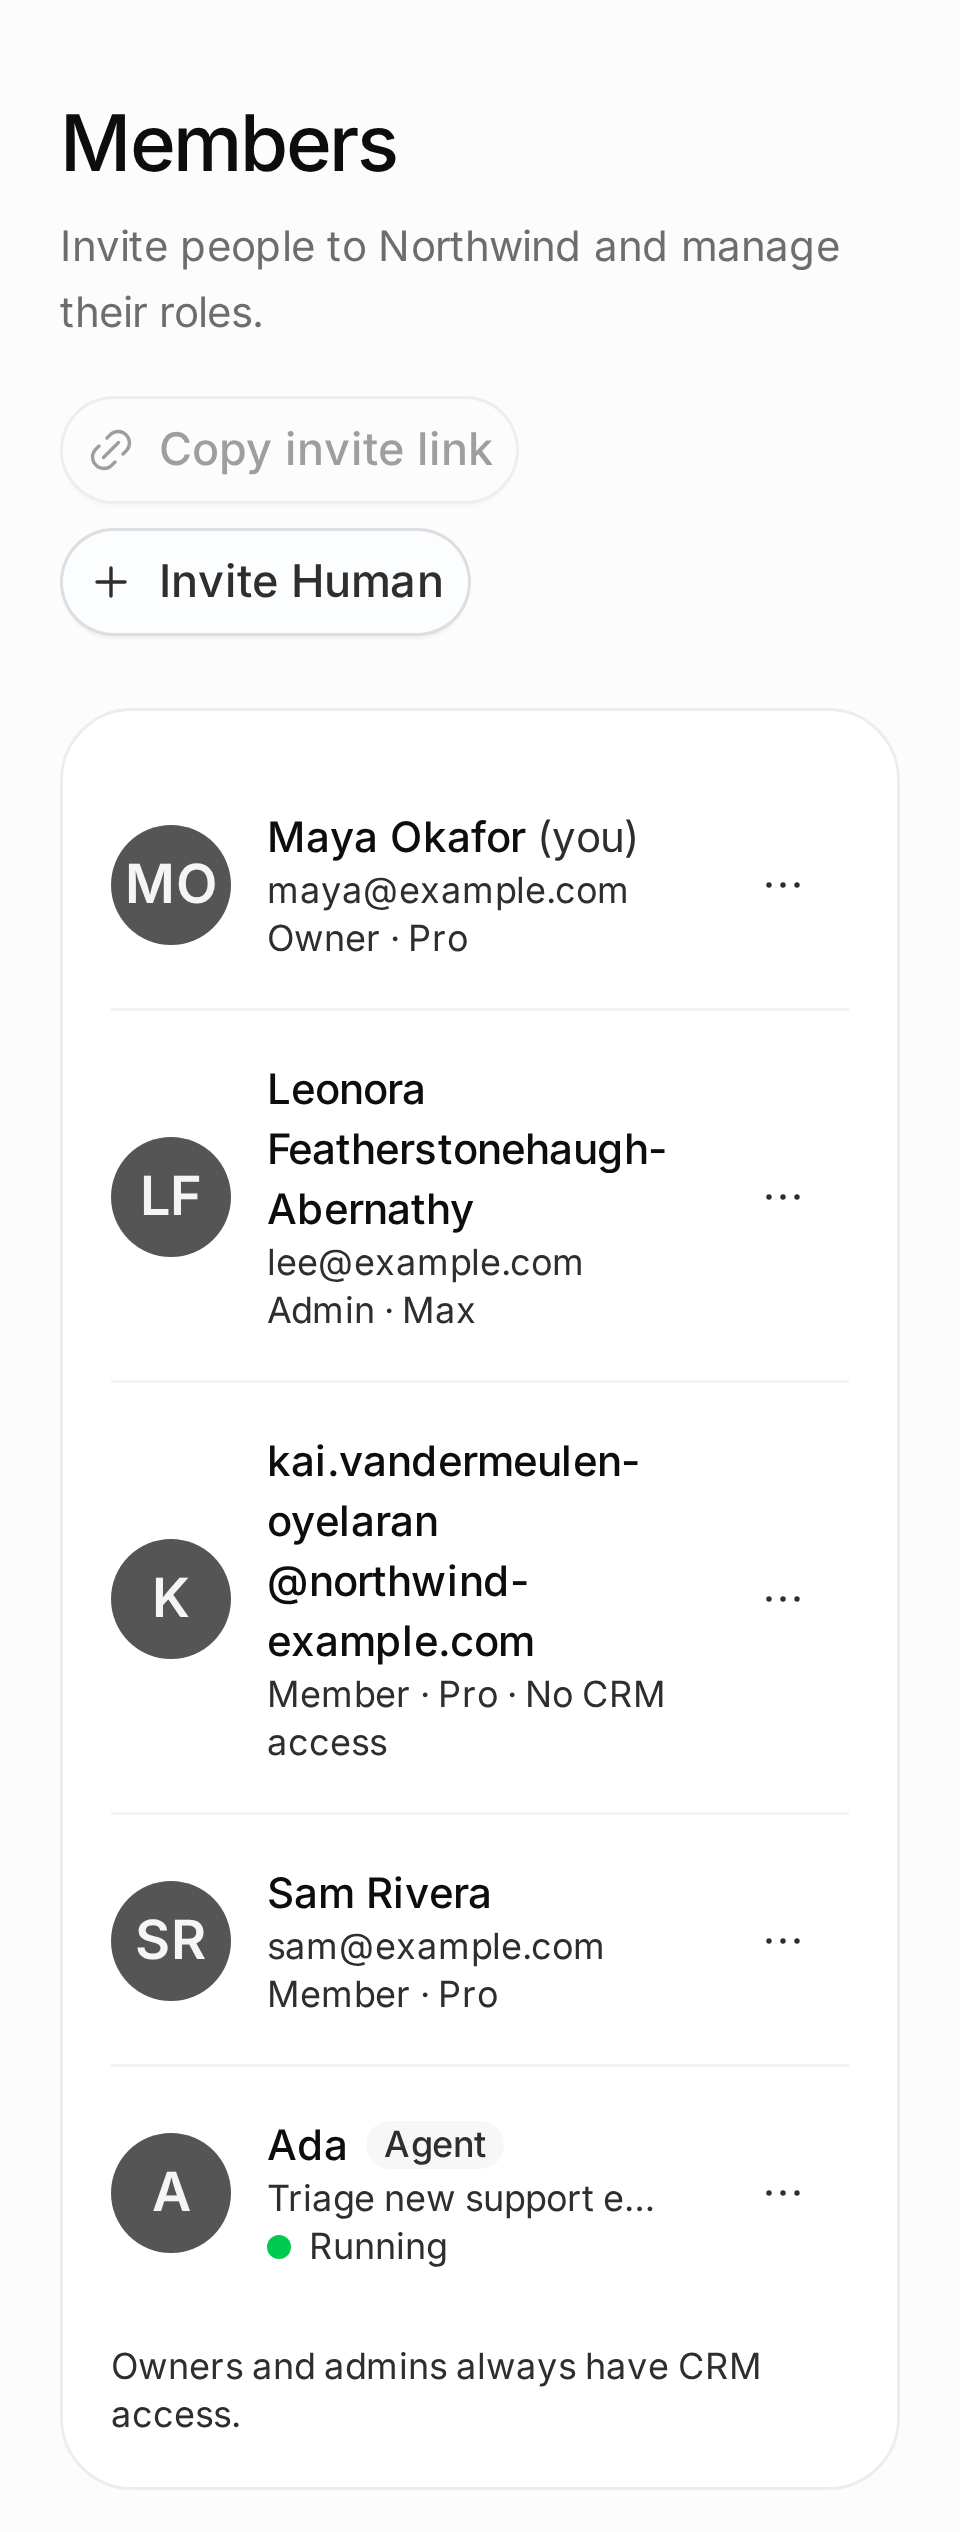 Members
Invite people to Northwind and manage
their roles.
Copy invite link
Invite Human
MO
Maya Okafor (you)
maya@example.com
Owner · Pro
LF
Leonora
Featherstonehaugh-
Abernathy
lee@example.com
Admin · Max
K
kai.vandermeulen-
oyelaran
@northwind-
example.com
Member · Pro · No CRM
access
SR
Sam Rivera
sam@example.com
Member · Pro
A
Ada Agent
Triage new support e...
Running
Owners and admins always have CRM
access.